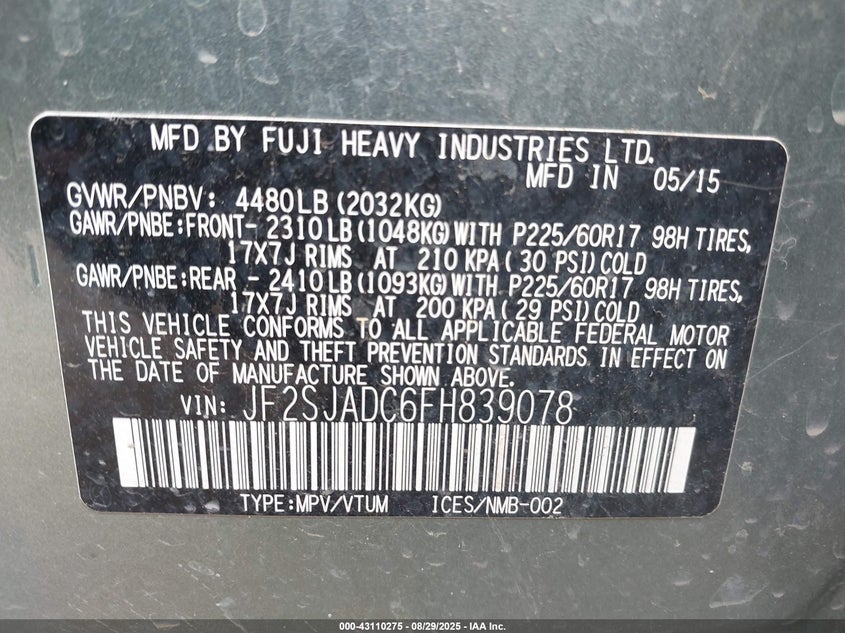 MFD BY FUJI HEAVY INDUSTRIES LTD.
MFD IN 05/15
GVWR/PNBV: 4480LB (2032KG)
GAWR/PNBE:FRONT- 2310LB(1048KG)WITH P225/60R17 98H TIRES,
17X7J RIMS AT 210 KPA(30 PSI)COLD
GAWR/PNBE:REAR - 2410LB(1093KG)WITH P225/60R17 98H TIRES,
17X7J RIMS AT 200 KPA(29 PSI)COLD
THIS VEHICLE CONFORMS TO ALL APPLICABLE FEDERAL MOTOR
VEHICLE SAFETY AND THEFT PREVENTION STANDARDS IN EFFECT ON
THE DATE OF MANUFACTURE SHOWN ABOVE.
VIN: JF2SJADC6FH839078
TYPE:MPV/VTUM ICES/NMB-002
000-43110275 - 08/29/2025 - IAA Inc.